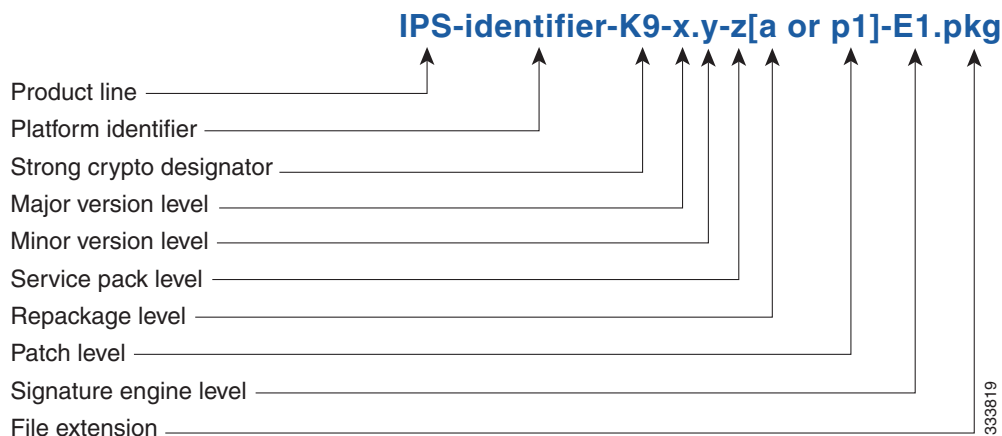 IPS-identifier-K9-x.y-z[a or p1]-E1.pkg
Product line
Platform identifier
Strong crypto designator
Major version level
Minor version level
Service pack level
Repackage level
Patch level
Signature engine level
File extension
333819